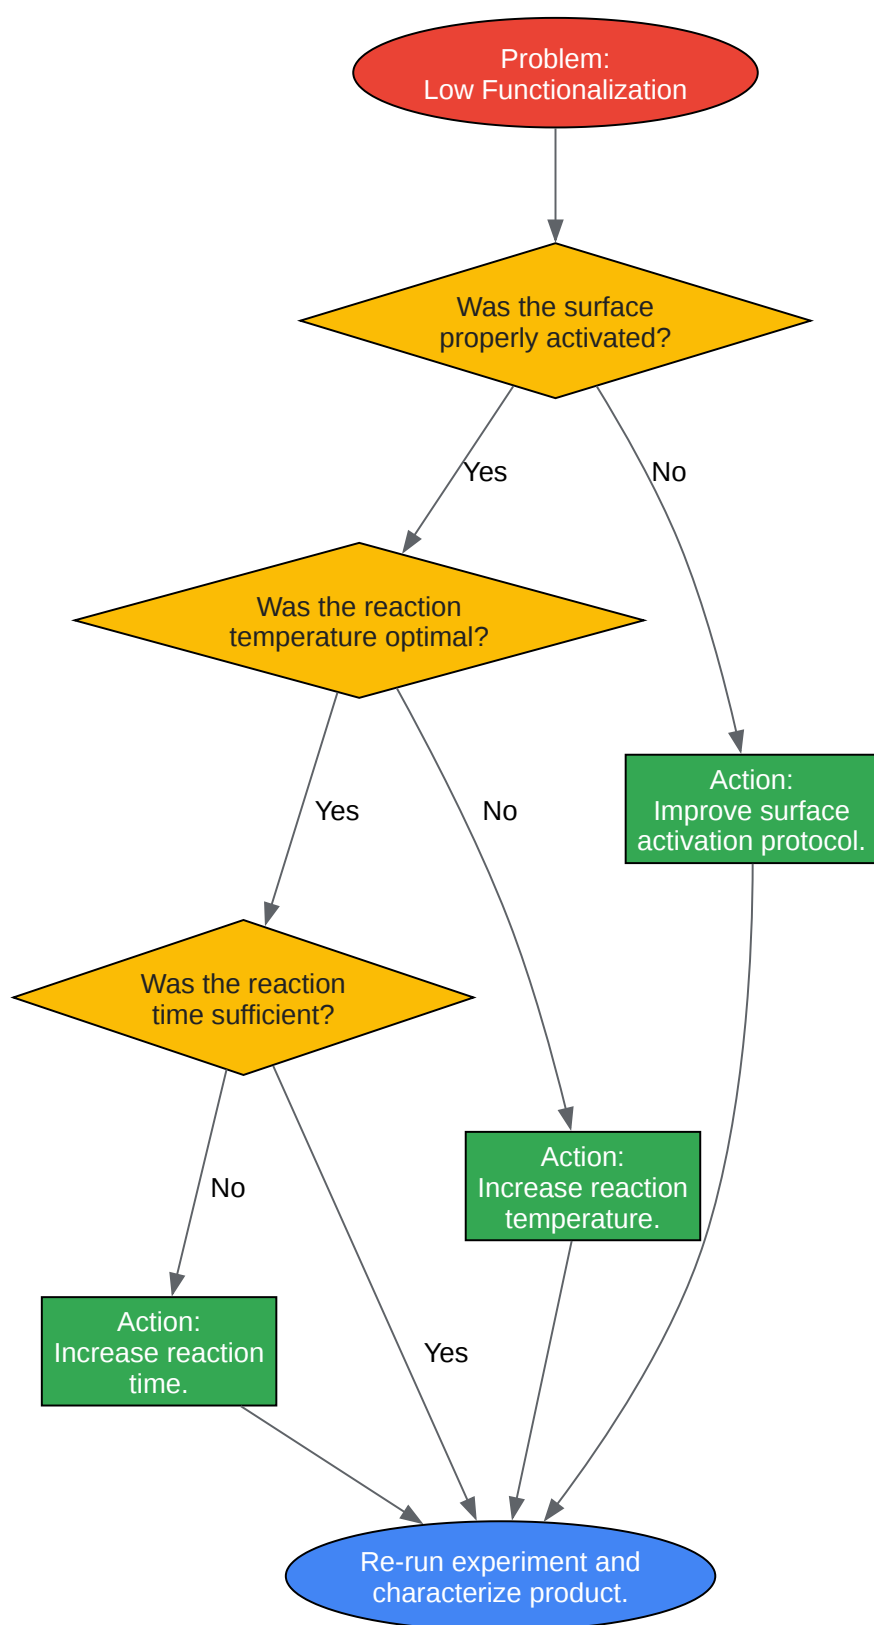 Problem:
Low Functionalization
Was the surface
properly activated?
Yes
No
Was the reaction
temperature optimal?
Action:
Improve surface
activation protocol.
Yes
No
Was the reaction
time sufficient?
Action:
Increase reaction
temperature.
No
Yes
Action:
Increase reaction
time.
Re-run experiment and
characterize product.